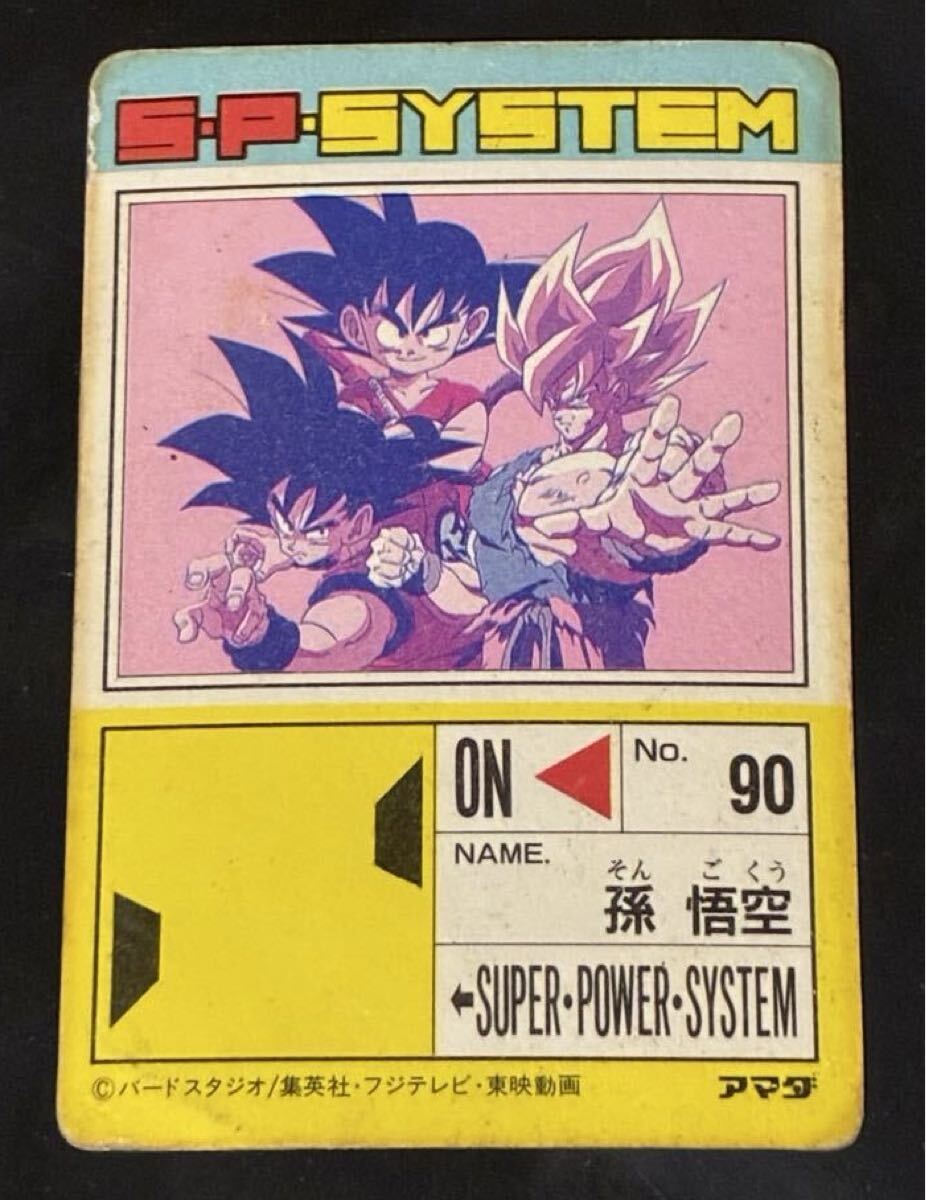 S・P・SYSTEM
ON
No. 90
NAME.
そん ご くう
孫 悟空
←SUPER・POWER・SYSTEM
©バードスタジオ/集英社・フジテレビ・東映動画
アマダ